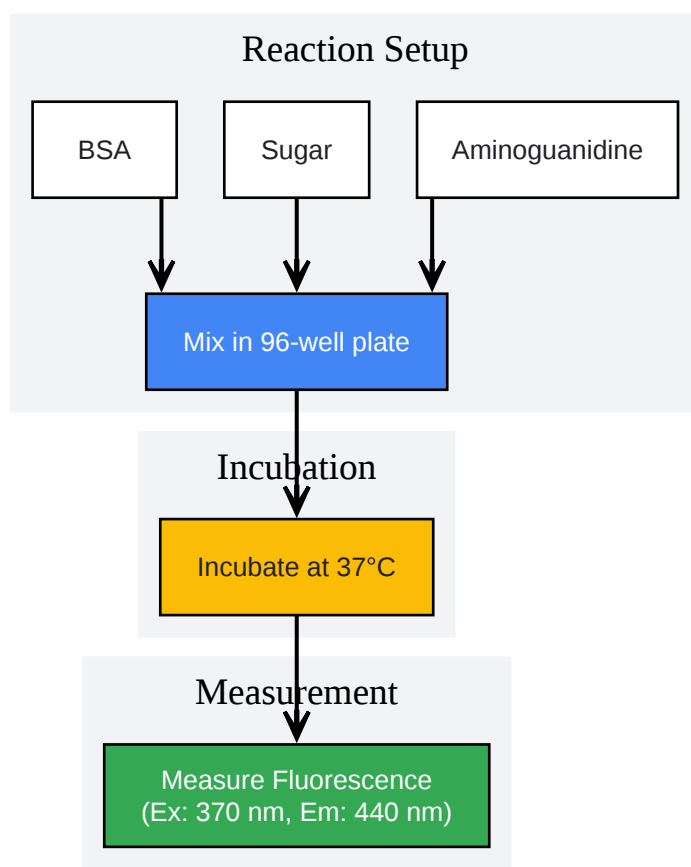 Reaction Setup
BSA
Sugar
Aminoguanidine
Mix in 96-well plate
Incubation
Incubate at 37°C
Measurement
Measure Fluorescence
(Ex: 370 nm, Em: 440 nm)